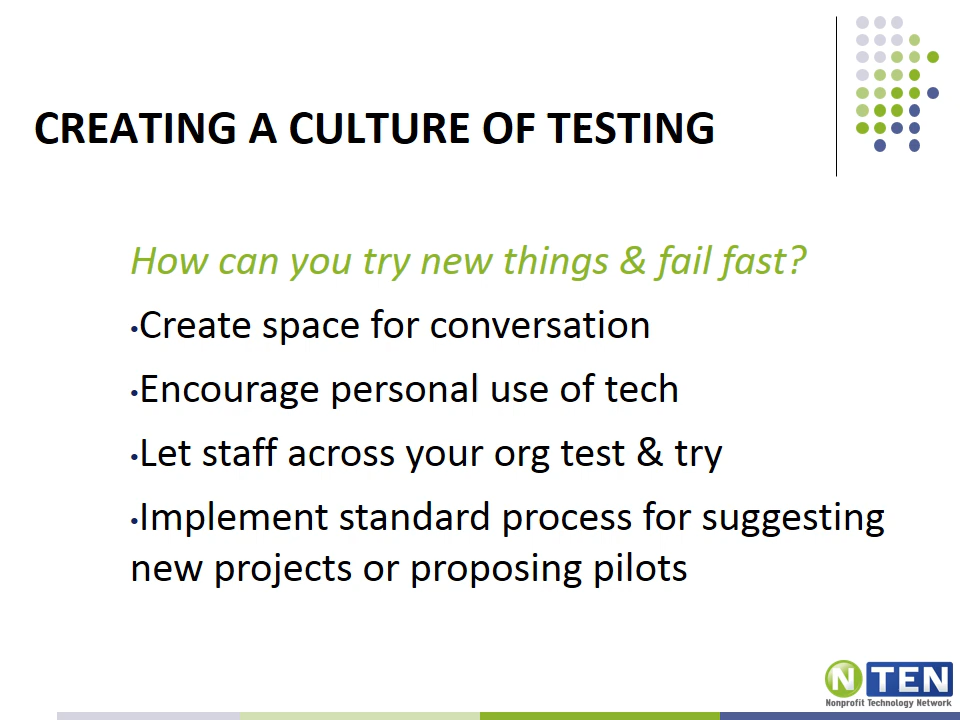 CREATING A CULTURE OF TESTING
How can you try new things & fail fast?
•Create space for conversation
•Encourage personal use of tech
•Let staff across your org test & try
•Implement standard process for suggesting
new projects or proposing pilots
NTEN
Nonprofit Technology Network